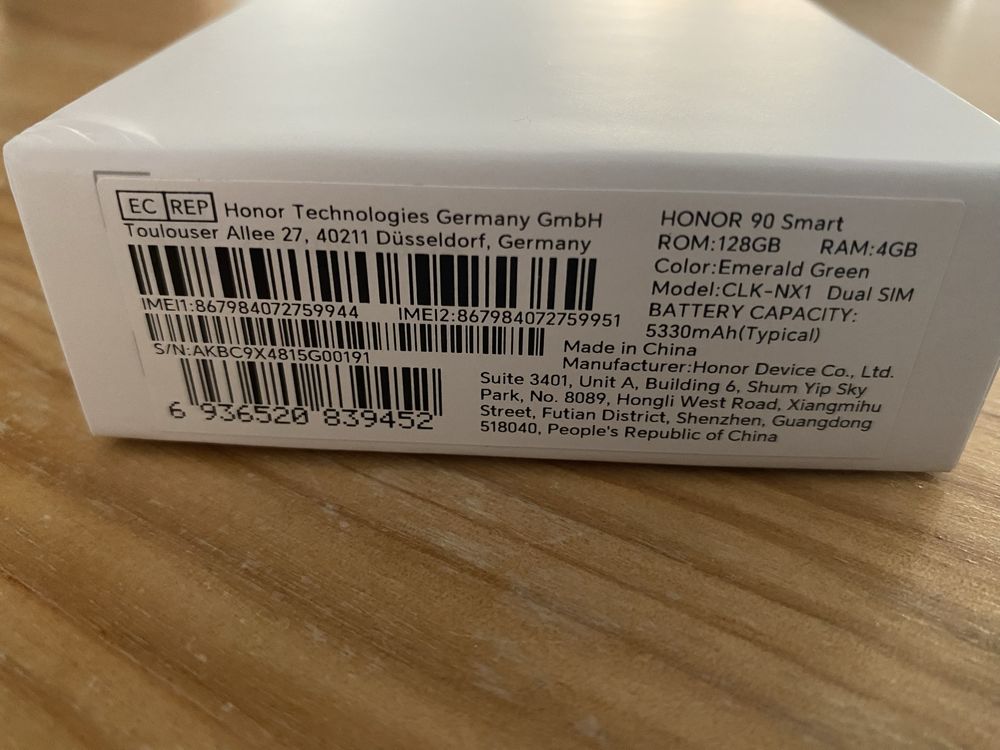 EC REP Honor Technologies Germany GmbH
Toulouser Allee 27, 40211 Düsseldorf, Germany
IMEI1:867984072759944 IMEI2:867984072759951
S/N:AKBC9X4815G00191
6 936520 839452
HONOR 90 Smart
ROM:128GB RAM:4GB
Color:Emerald Green
Model:CLK-NX1 Dual SIM
BATTERY CAPACITY:
5330mAh(Typical)
Made in China
Manufacturer:Honor Device Co., Ltd.
Suite 3401, Unit A, Building 6, Shum Yip Sky
Park, No. 8089, Hongli West Road, Xiangmihu
Street, Futian District, Shenzhen, Guangdong
518040, People's Republic of China